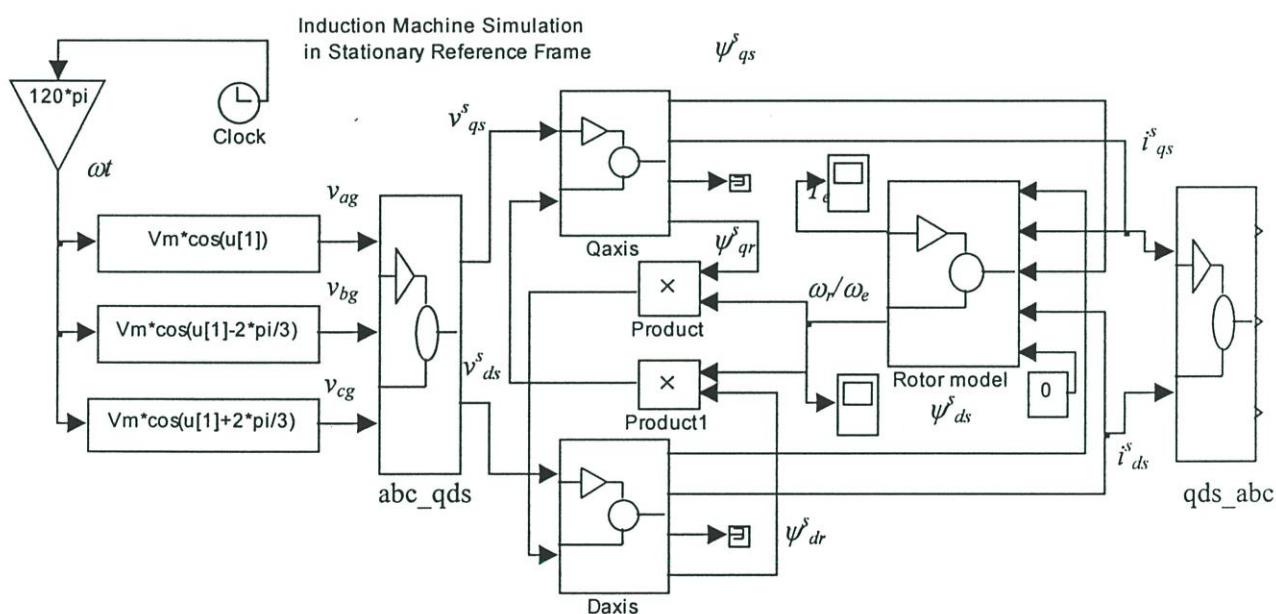 Induction Machine Simulation
in Stationary Reference Frame
120*pi
Clock
ωt
v_ag
Vm*cos(u[1])
v_bg
Vm*cos(u[1]-2*pi/3)
v_cg
Vm*cos(u[1]+2*pi/3)
abc_qds
v^s_qs
v^s_ds
Qaxis
ψ^s_qs
ψ^s_qr
×
Product
×
Product1
ω_r/ω_e
Rotor model
0
ψ^s_ds
Daxis
ψ^s_dr
i^s_qs
i^s_ds
qds_abc